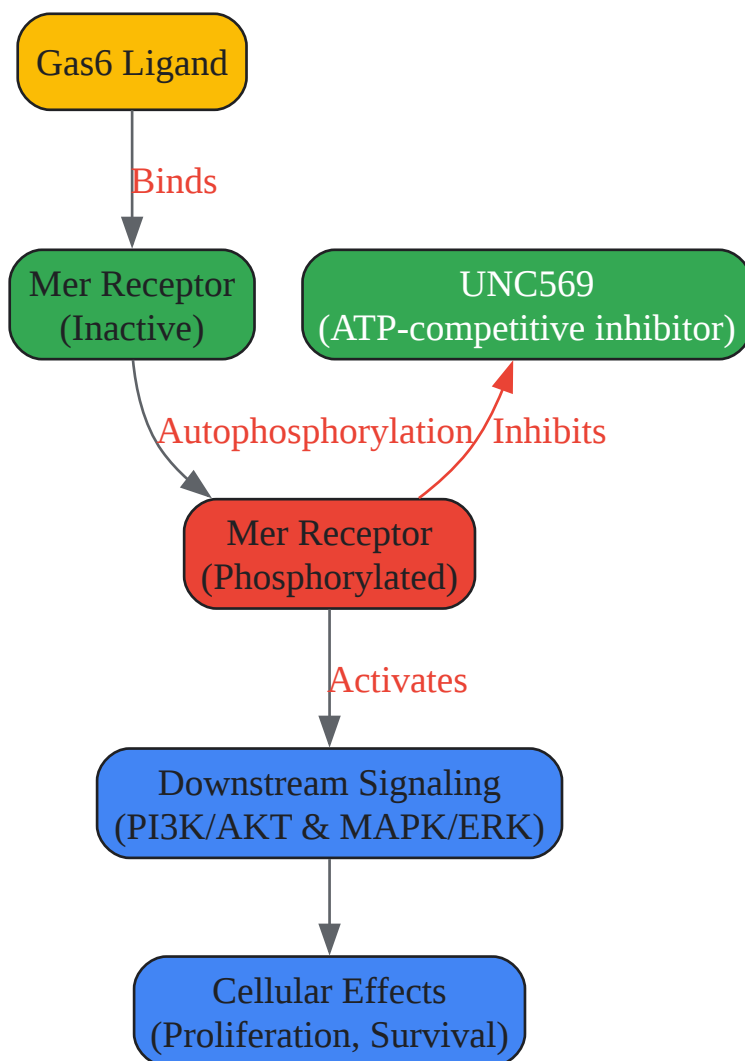 Gas6 Ligand
Binds
Mer Receptor
(Inactive)
UNC569
(ATP-competitive inhibitor)
Autophosphorylation
Inhibits
Mer Receptor
(Phosphorylated)
Activates
Downstream Signaling
(PI3K/AKT & MAPK/ERK)
Cellular Effects
(Proliferation, Survival)